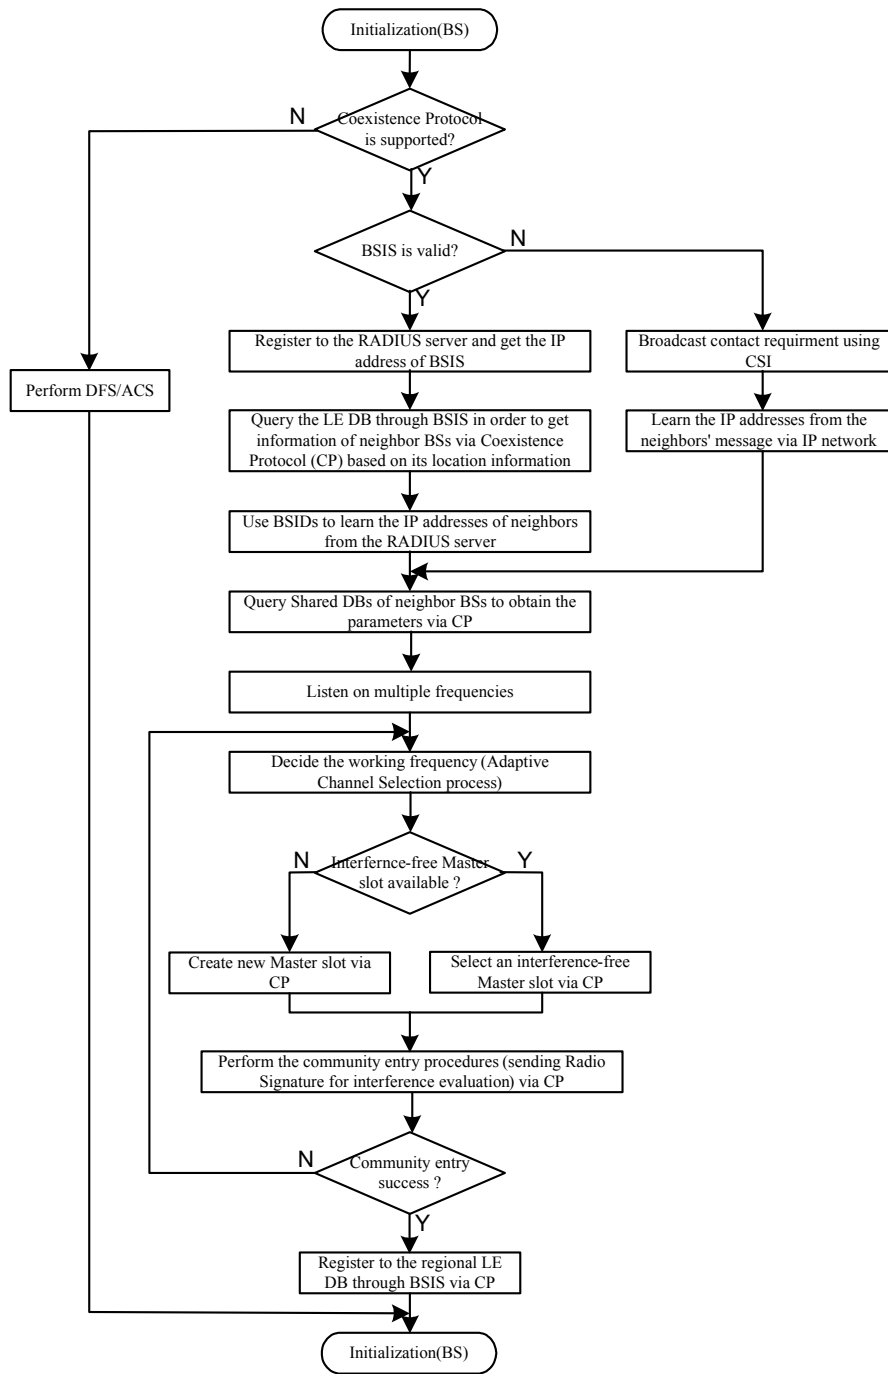 Initialization(BS)
N
Coexistence Protocol
is supported?
Y
BSIS is valid?
N
Y
Register to the RADIUS server and get the IP
address of BSIS
Broadcast contact requirment using
CSI
Perform DFS/ACS
Query the LE DB through BSIS in order to get
information of neighbor BSs via Coexistence
Protocol (CP) based on its location information
Learn the IP addresses from the
neighbors' message via IP network
Use BSIDs to learn the IP addresses of neighbors
from the RADIUS server
Query Shared DBs of neighbor BSs to obtain the
parameters via CP
Listen on multiple frequencies
Decide the working frequency (Adaptive
Channel Selection process)
N
Interfernce-free Master
slot available ?
Y
Create new Master slot via
CP
Select an interference-free
Master slot via CP
Perform the community entry procedures (sending Radio
Signature for interference evaluation) via CP
N
Community entry
success ?
Y
Register to the regional LE
DB through BSIS via CP
Initialization(BS)